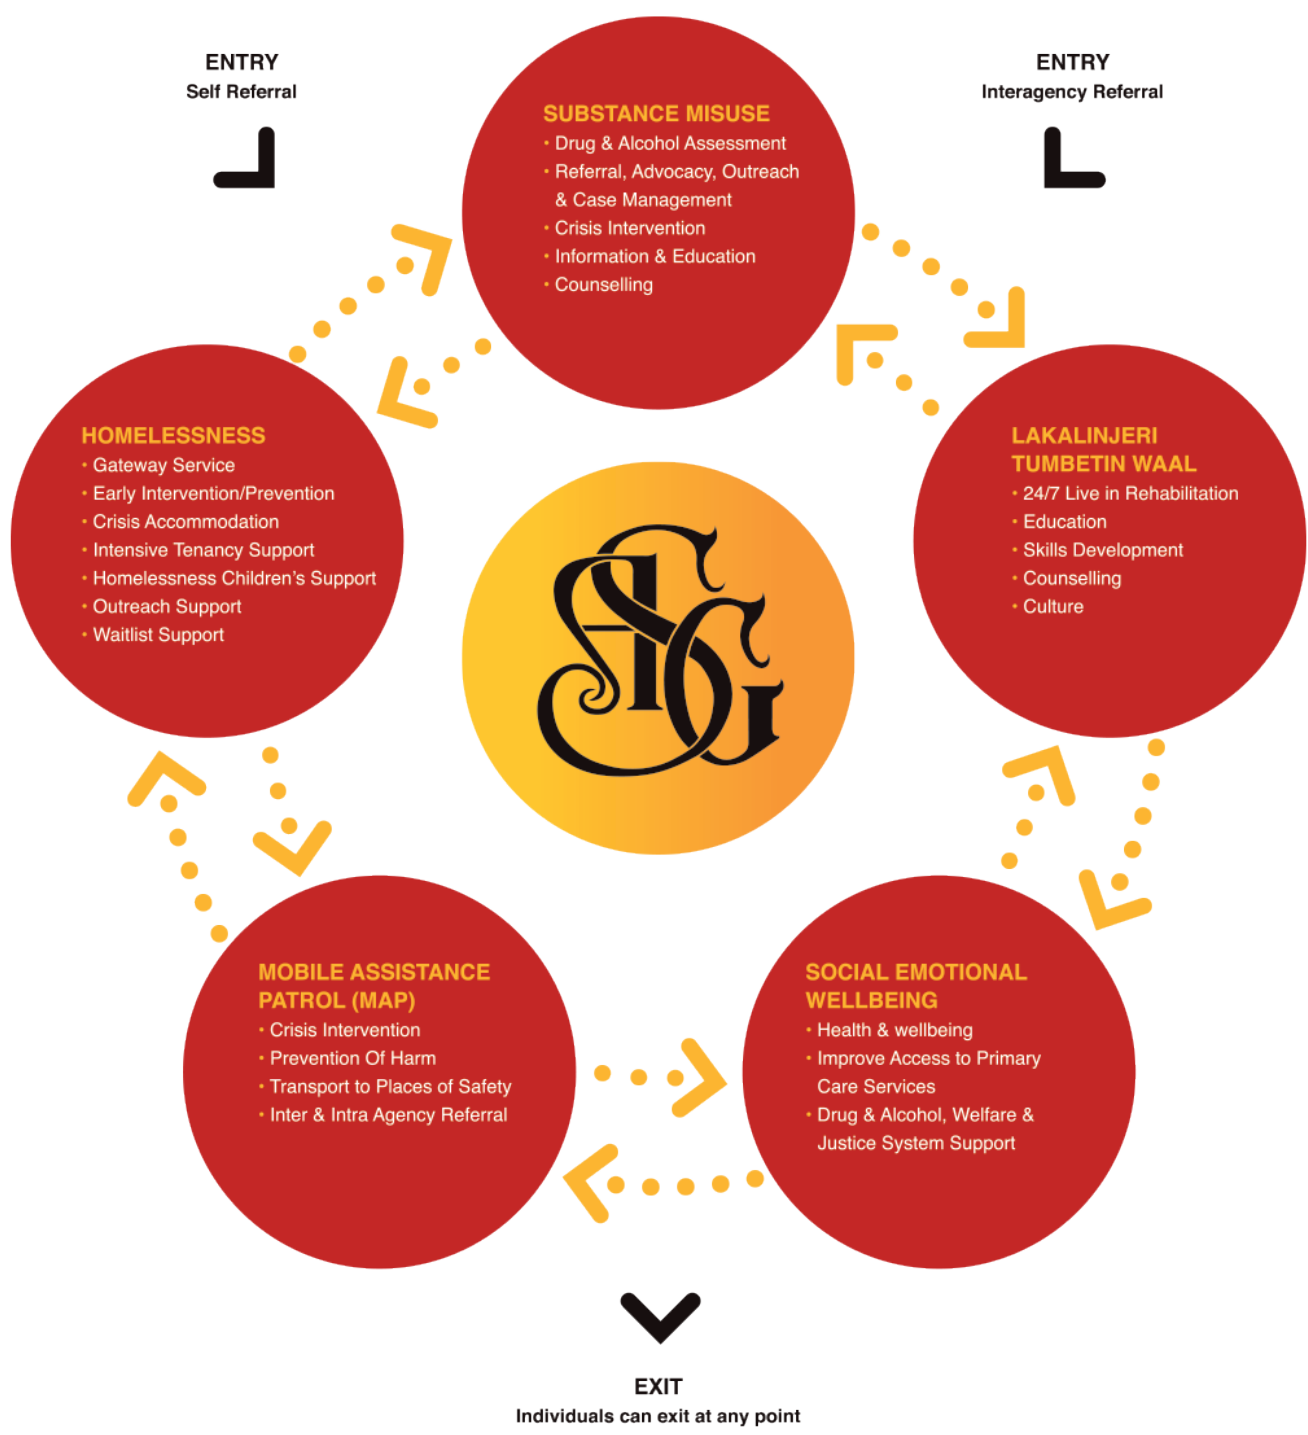 ENTRY
Self Referral
ENTRY
Interagency Referral
SUBSTANCE MISUSE
• Drug & Alcohol Assessment
• Referral, Advocacy, Outreach
& Case Management
• Crisis Intervention
• Information & Education
• Counselling
HOMELESSNESS
• Gateway Service
• Early Intervention/Prevention
• Crisis Accommodation
• Intensive Tenancy Support
• Homelessness Children's Support
• Outreach Support
• Waitlist Support
LAKALINJERI
TUMBETIN WAAL
• 24/7 Live in Rehabilitation
• Education
• Skills Development
• Counselling
• Culture
ASSG
MOBILE ASSISTANCE
PATROL (MAP)
• Crisis Intervention
• Prevention Of Harm
• Transport to Places of Safety
• Inter & Intra Agency Referral
SOCIAL EMOTIONAL
WELLBEING
• Health & wellbeing
• Improve Access to Primary
Care Services
• Drug & Alcohol, Welfare &
Justice System Support
EXIT
Individuals can exit at any point